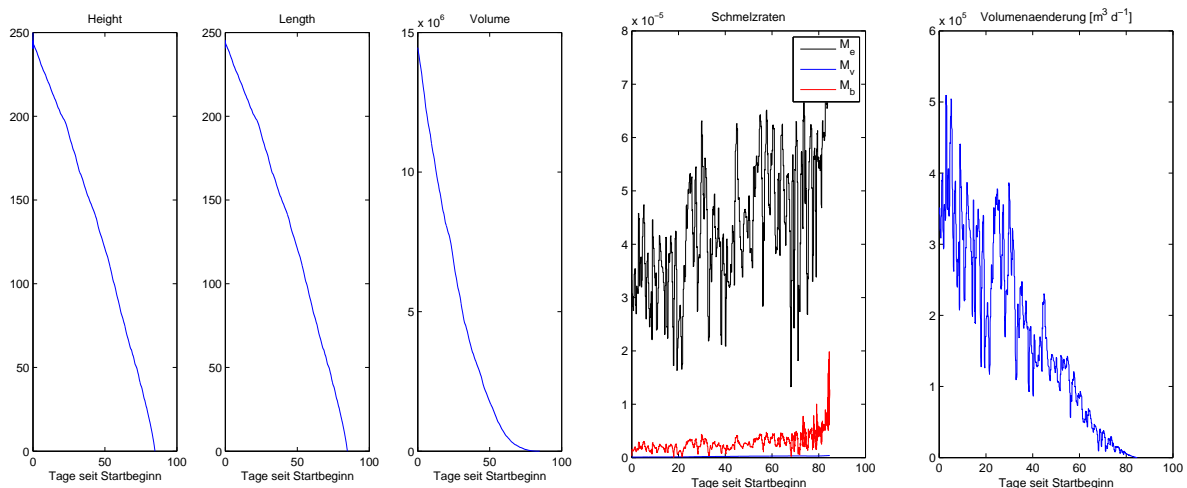 Height
250
200
150
100
50
0
0 50 100
Tage seit Startbeginn
Length
250
200
150
100
50
0
0 50 100
Tage seit Startbeginn
Volume
x 10^6
15
10
5
0
0 50 100
Tage seit Startbeginn
Schmelzraten
x 10^-5
8
7
6
5
4
3
2
1
0
0 20 40 60 80 100
Tage seit Startbeginn
M_e
M_v
M_b
Volumenaenderung [m^3 d^-1]
x 10^5
6
5
4
3
2
1
0
0 20 40 60 80 100
Tage seit Startbeginn